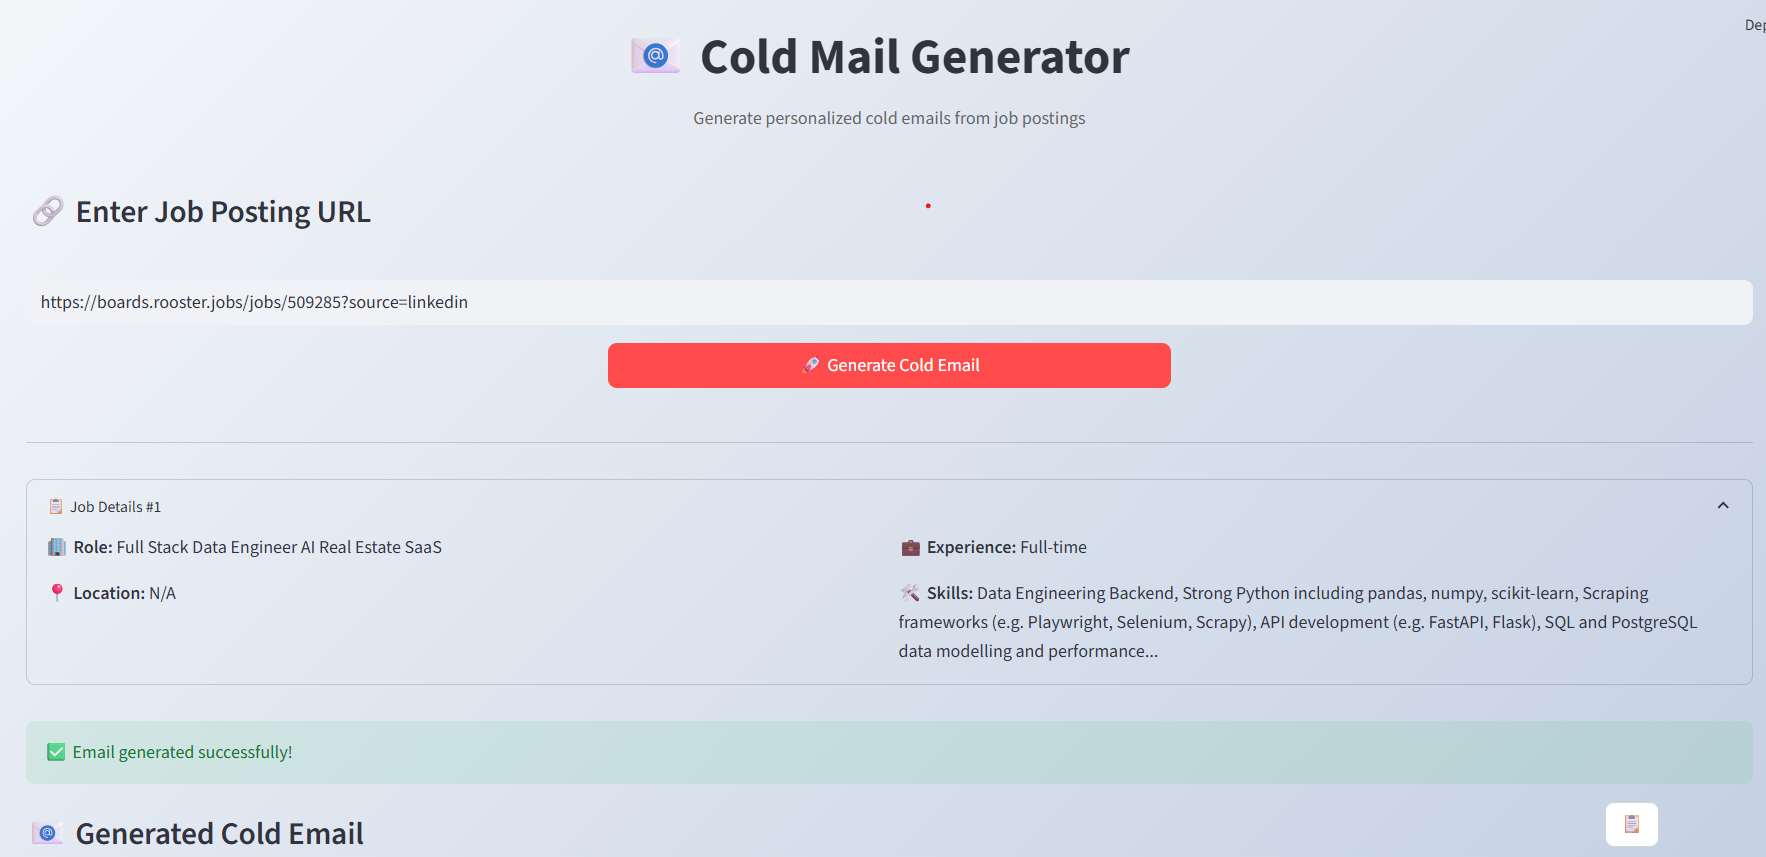 Dep
Cold Mail Generator
Generate personalized cold emails from job postings
Enter Job Posting URL
https://boards.rooster.jobs/jobs/509285?source=linkedin
Generate Cold Email
Job Details #1
Role: Full Stack Data Engineer AI Real Estate SaaS
Experience: Full-time
Location: N/A
Skills: Data Engineering Backend, Strong Python including pandas, numpy, scikit-learn, Scraping
frameworks (e.g. Playwright, Selenium, Scrapy), API development (e.g. FastAPI, Flask), SQL and PostgreSQL
data modelling and performance...
Email generated successfully!
Generated Cold Email